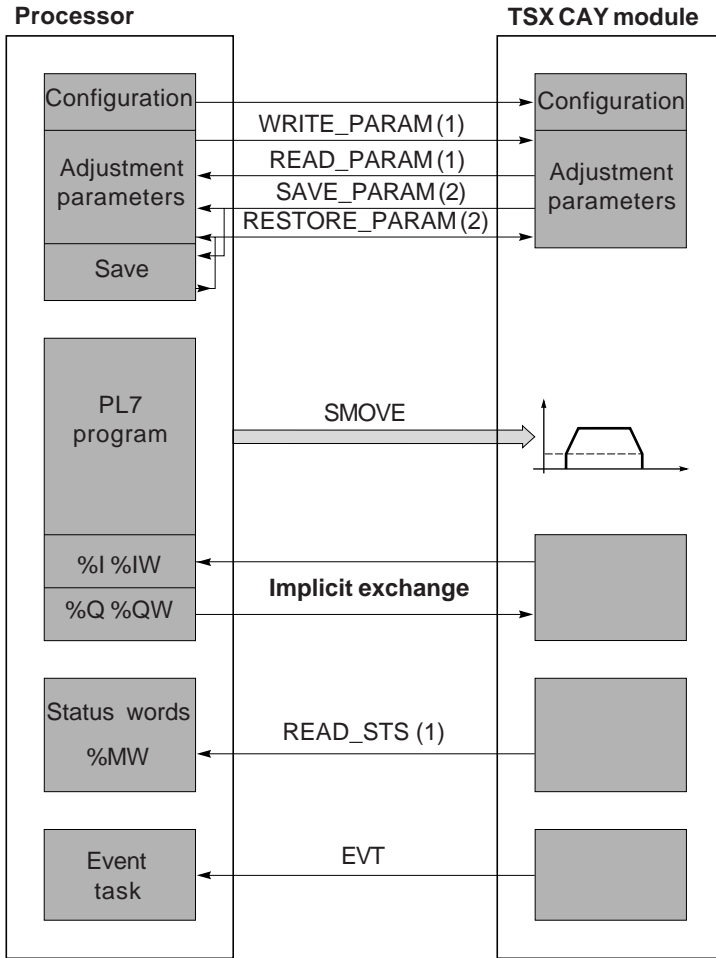 Processor
TSX CAY module
Configuration
Configuration
WRITE_PARAM (1)
READ_PARAM (1)
Adjustment
parameters
Adjustment
parameters
SAVE_PARAM (2)
RESTORE_PARAM (2)
Save
PL7
program
SMOVE
%I %IW
Implicit exchange
%Q %QW
Status words
%MW
READ_STS (1)
Event
task
EVT